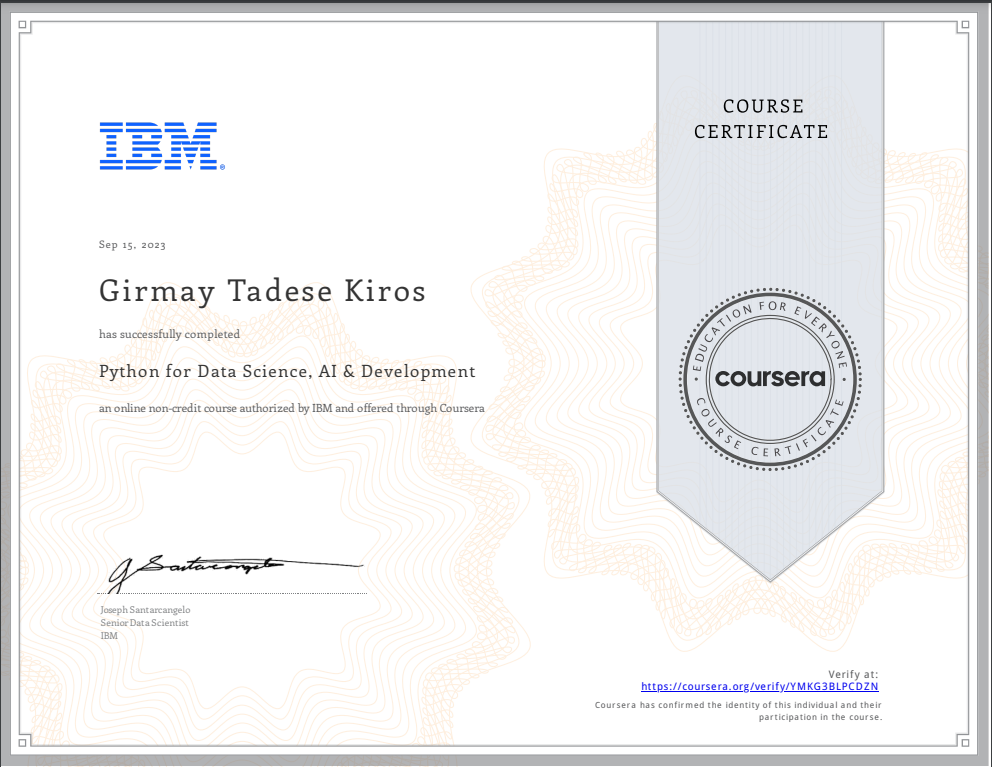 COURSE
CERTIFICATE
IBM®
Sep 15, 2023
Girmay Tadese Kiros
has successfully completed
Python for Data Science, AI & Development
an online non-credit course authorized by IBM and offered through Coursera
EDUCATION FOR EVERYONE
coursera
COURSE CERTIFICATE
J Santarcangelo
Joseph Santarcangelo
Senior Data Scientist
IBM
Verify at:
https://coursera.org/verify/YMKG3BLPCDZN
Coursera has confirmed the identity of this individual and their
participation in the course.